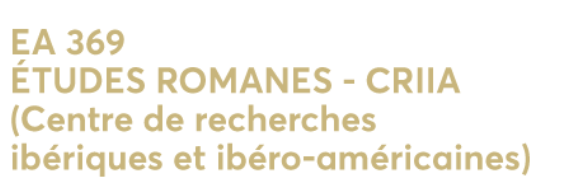 EA 369
ÉTUDES ROMANES - CRIIA
(Centre de recherches
ibériques et ibéro-américaines)